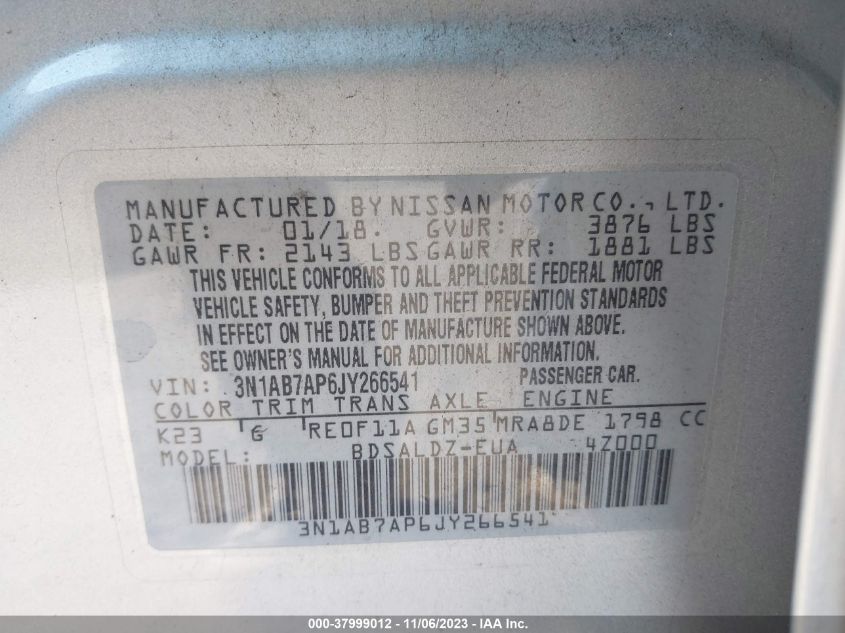 MANUFACTURED BY NISSAN MOTOR CO., LTD.
DATE: 01/18. GVWR: 3876 LBS
GAWR FR: 2143 LBS GAWR RR: 1881 LBS
THIS VEHICLE CONFORMS TO ALL APPLICABLE FEDERAL MOTOR
VEHICLE SAFETY, BUMPER AND THEFT PREVENTION STANDARDS
IN EFFECT ON THE DATE OF MANUFACTURE SHOWN ABOVE.
SEE OWNER'S MANUAL FOR ADDITIONAL INFORMATION.
VIN: 3N1AB7AP6JY266541 PASSENGER CAR.
COLOR TRIM TRANS AXLE ENGINE
K23 G RE0F11A GM35 MRA8DE 1798 CC
MODEL: BDSALDZ-EUA 4Z000
3N1AB7AP6JY266541
000-37999012 - 11/06/2023 - IAA Inc.